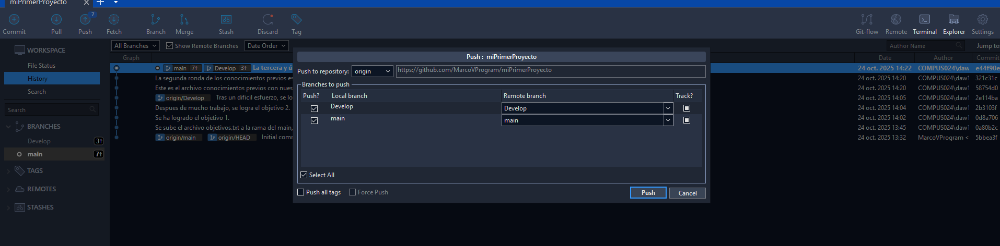 miPrimerProyecto
7
Commit Pull Push Fetch Branch Merge Stash Discard Tag Git-flow Remote Terminal Explorer Settings
WORKSPACE
File Status
History
Search
Search
BRANCHES
Develop 3↑
main 7↑
TAGS
REMOTES
STASHES
All Branches Show Remote Branches Date Order Author Name Jump to
Graph Date Author Commit
main 7↑ Develop 3↑ La tercera y 24 oct. 2025 14:22 COMPUS024\daw e44f90e
La segunda ronda de los conocimientos previos es 24 oct. 2025 14:20 COMPUS024\daw1 321c31c
Este es el archivo conocimientos previos con nues 24 oct. 2025 14:20 COMPUS024\daw1 58754d0
origin/Develop Tras un dificil esfuerzo, se lo 24 oct. 2025 14:05 COMPUS024\daw1 2e114ba
Despues de mucho trabajo, se logra el objetivo 2. 24 oct. 2025 14:04 COMPUS024\daw1 2b3103f
Se ha logrado el objetivo 1. 24 oct. 2025 14:02 COMPUS024\daw1 0d8a706
Se sube el archivo objetivos.txt a la rama del main, 24 oct. 2025 13:45 COMPUS024\daw1 0a80b2c
origin/main origin/HEAD Initial com 24 oct. 2025 13:32 MarcoVProgram < 5bbea3f
Push : miPrimerProyecto
Push to repository: origin https://github.com/MarcoVProgram/miPrimerProyecto
Branches to push
Push? Local branch Remote branch Track?
Develop Develop
main main
Select All
Push all tags Force Push Push Cancel